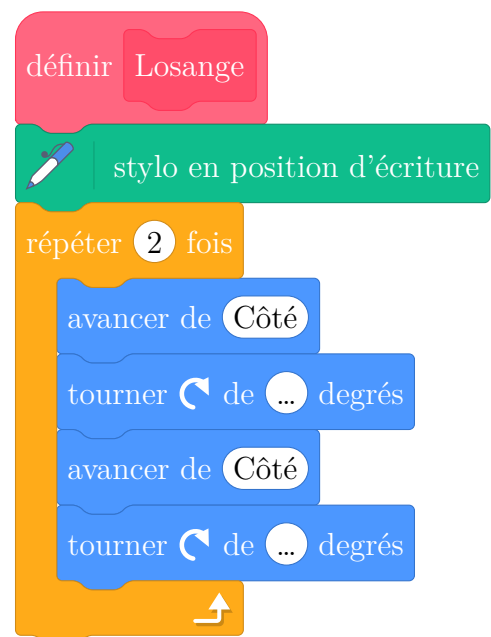 définir Losange
stylo en position d'écriture
répéter 2 fois
avancer de Côté
tourner de ... degrés
avancer de Côté
tourner de ... degrés